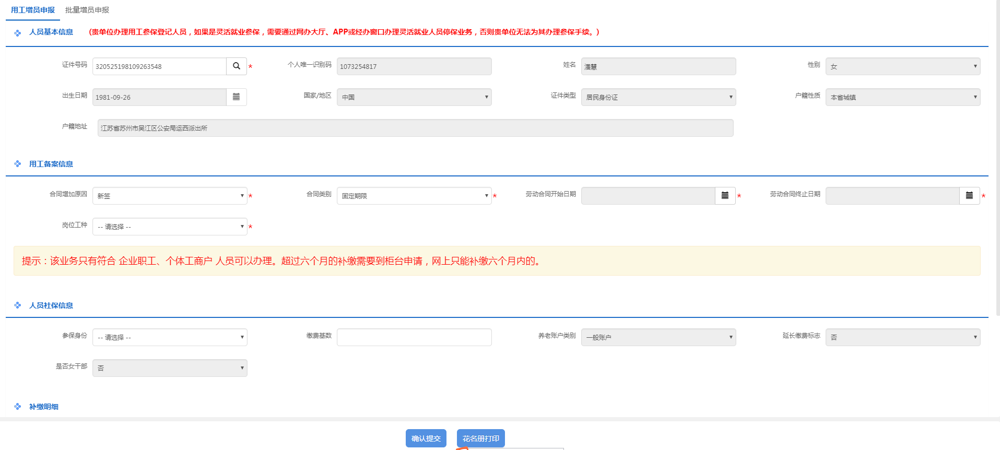 用工增员申报 批量增员申报
人员基本信息 (贵单位办理用工参保登记人员，如果是灵活就业参保，需要通过网办大厅、APP或经办窗口办理灵活就业人员停保业务，否则贵单位无法为其办理参保手续。)
证件号码 320525198109263548 * 个人唯一识别码 1073254817 姓名 潘慧 性别 女
出生日期 1981-09-26 国家/地区 中国 证件类型 居民身份证 户籍性质 本省城镇
户籍地址 江苏省苏州市吴江区公安局运西派出所
用工备案信息
合同增加原因 新签 * 合同类别 固定期限 * 劳动合同开始日期 * 劳动合同终止日期 *
岗位工种 -- 请选择 -- *
提示：该业务只有符合 企业职工、个体工商户 人员可以办理。超过六个月的补缴需要到柜台申请，网上只能补缴六个月内的。
人员社保信息
参保身份 -- 请选择 -- 缴费基数 养老账户类别 一般账户 延长缴费标志 否
是否女干部 否
补缴明细
确认提交 花名册打印